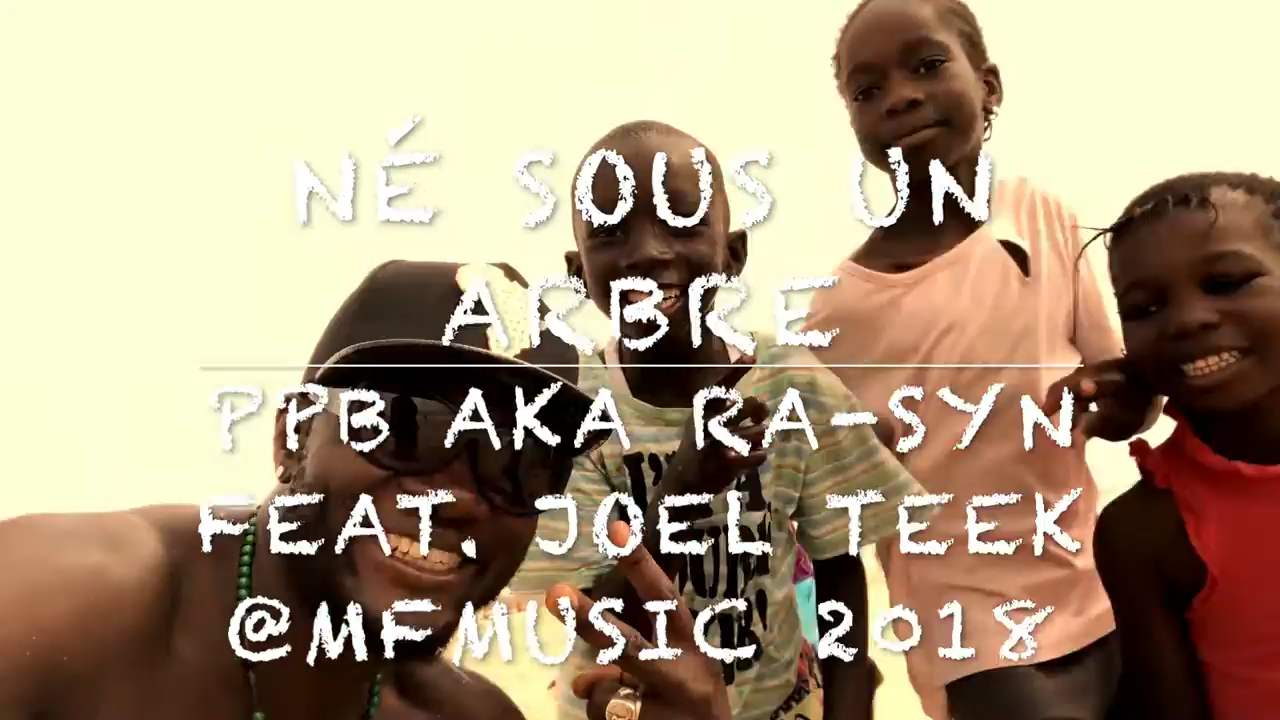 NÉ SOUS UN
ARBRE
PPB AKA RA-SYN
FEAT. JOEL TEEK
@MFMUSIC 2018